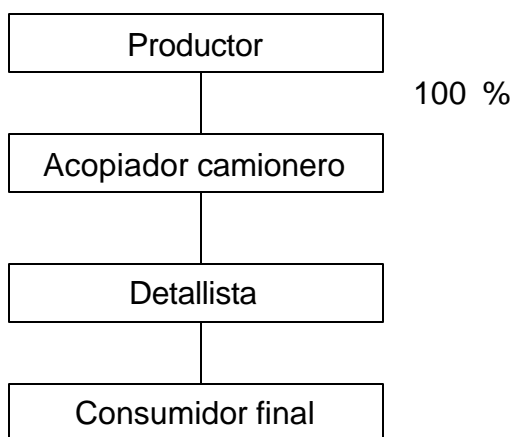 Productor
100 %
Acopiador camionero
Detallista
Consumidor final